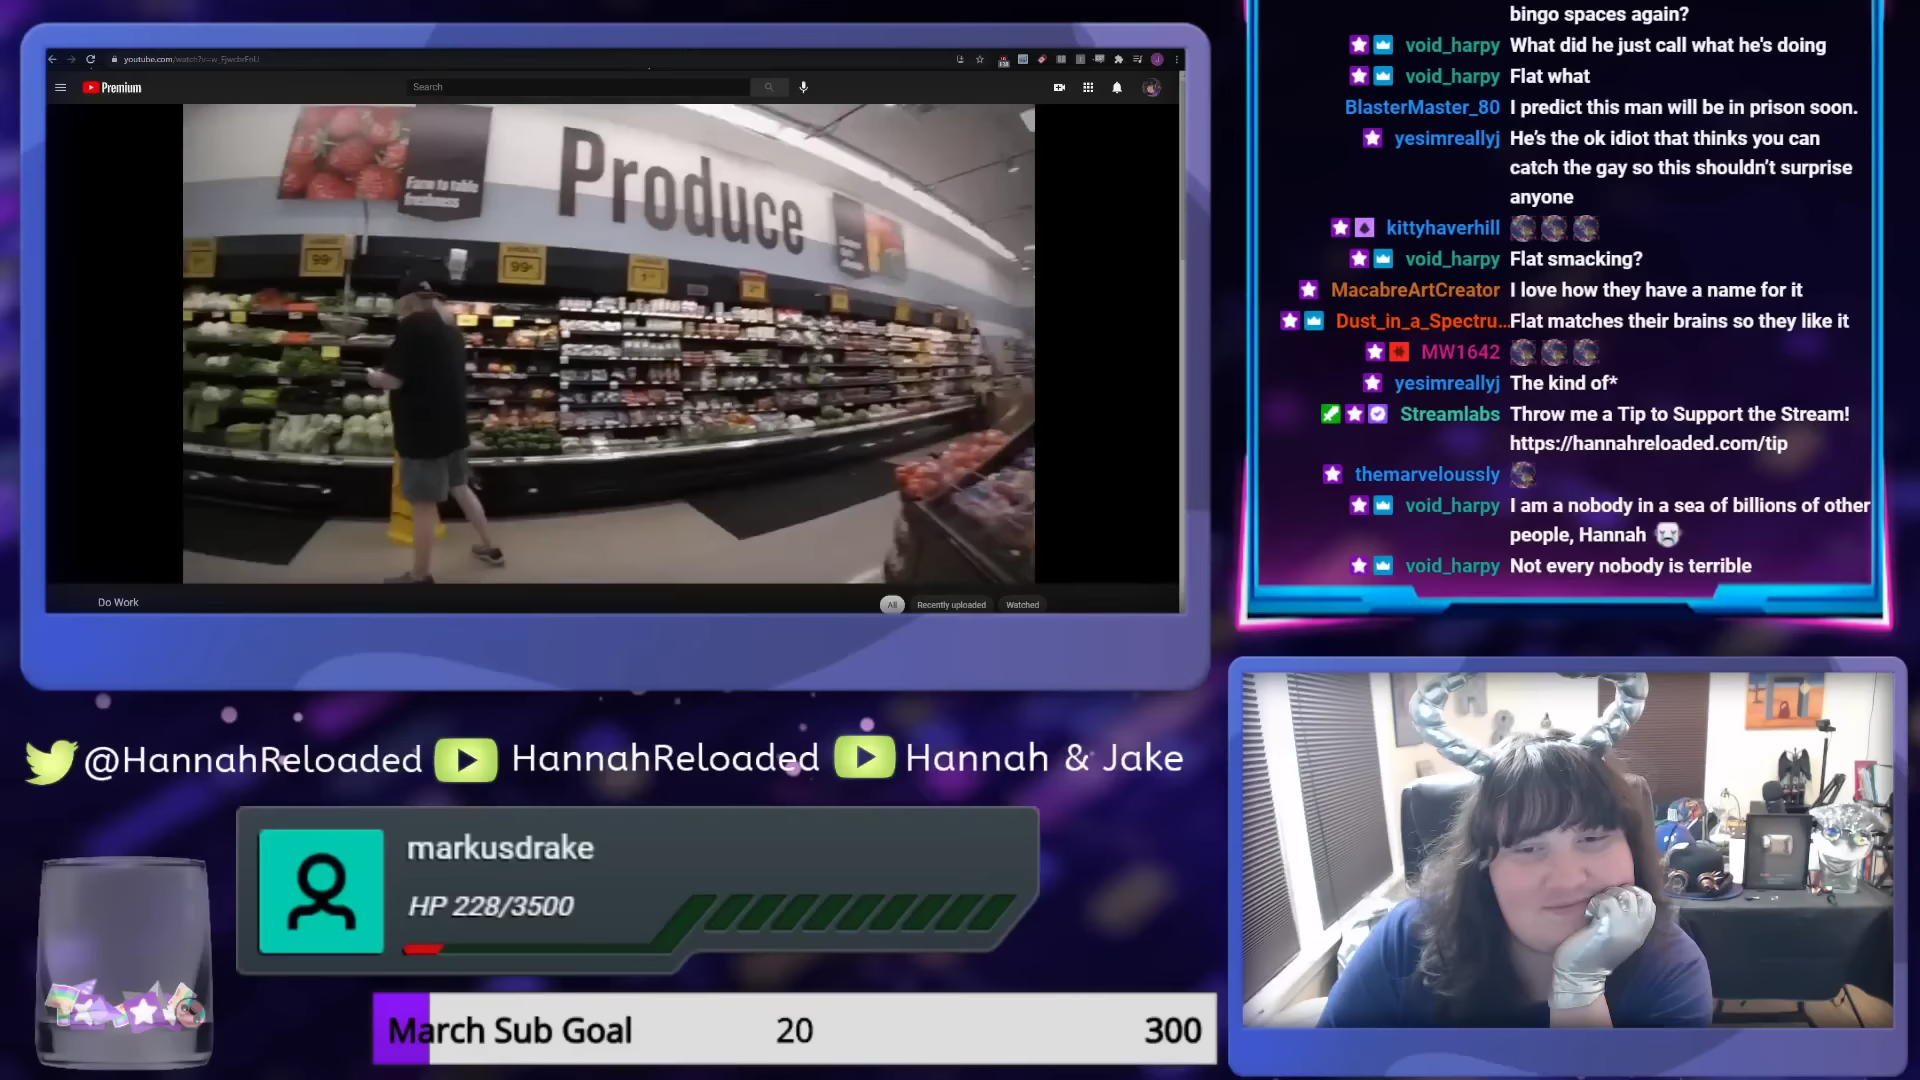 youtube.com/watch?v=w_FjwcbrFnU
Premium
Search
Farm to table
freshness
Produce
99¢
99¢
Do Work
All
Recently uploaded
Watched
bingo spaces again?
void_harpy What did he just call what he's doing
void_harpy Flat what
BlasterMaster_80 I predict this man will be in prison soon.
yesimreallyj He's the ok idiot that thinks you can
catch the gay so this shouldn't surprise
anyone
kittyhaverhill
void_harpy Flat smacking?
MacabreArtCreator I love how they have a name for it
Dust_in_a_Spectru... Flat matches their brains so they like it
MW1642
yesimreallyj The kind of*
Streamlabs Throw me a Tip to Support the Stream!
https://hannahreloaded.com/tip
themarveloussly
void_harpy I am a nobody in a sea of billions of other
people, Hannah
void_harpy Not every nobody is terrible
@HannahReloaded HannahReloaded Hannah & Jake
markusdrake
HP 228/3500
March Sub Goal 20 300